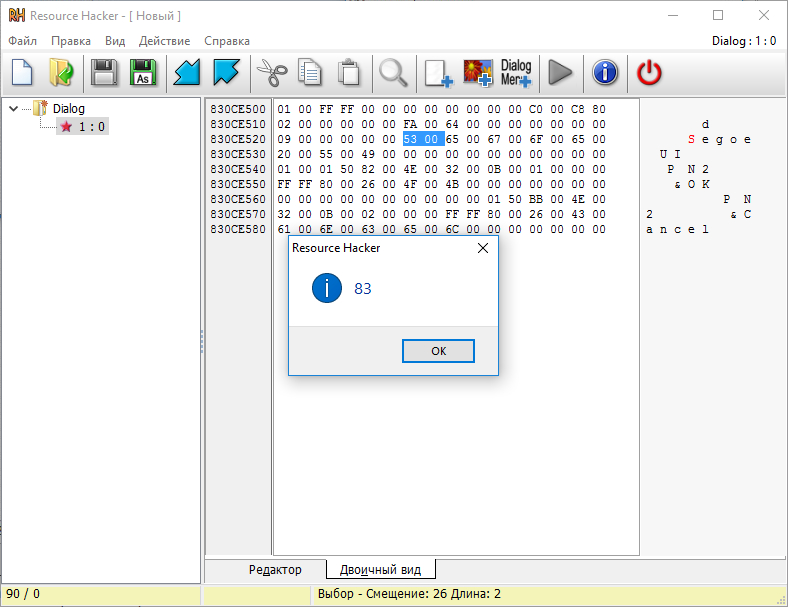 Resource Hacker - [ Новый ]
Файл Правка Вид Действие Справка
Dialog : 1 : 0
As
Dialog
Mer
Dialog
1 : 0
830CE500 01 00 FF FF 00 00 00 00 00 00 00 00 C0 00 C8 80
830CE510 02 00 00 00 00 00 FA 00 64 00 00 00 00 00 00 00 d
830CE520 09 00 00 00 00 00 53 00 65 00 67 00 6F 00 65 00 S e g o e
830CE530 20 00 55 00 49 00 00 00 00 00 00 00 00 00 00 00 U I
830CE540 01 00 01 50 82 00 4E 00 32 00 0B 00 01 00 00 00 P N 2
830CE550 FF FF 80 00 26 00 4F 00 4B 00 00 00 00 00 00 00 & O K
830CE560 00 00 00 00 00 00 00 00 00 00 01 50 BB 00 4E 00 P N
830CE570 32 00 0B 00 02 00 00 00 FF FF 80 00 26 00 43 00 2 & C
830CE580 61 00 6E 00 63 00 65 00 6C 00 00 00 00 00 00 00 a n c e l
Resource Hacker
83
OK
Редактор Двоичный вид
90 / 0 Выбор - Смещение: 26 Длина: 2